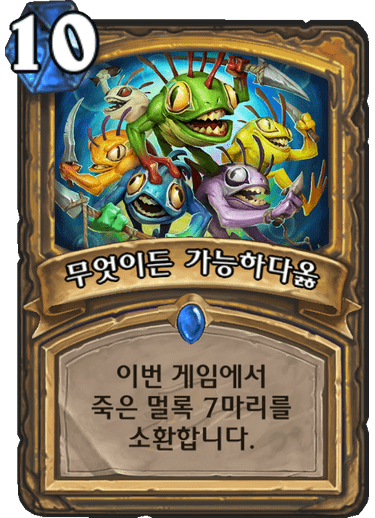 10
무엇이든 가능하다옳
이번 게임에서
죽은 멀록 7마리를
소환합니다.